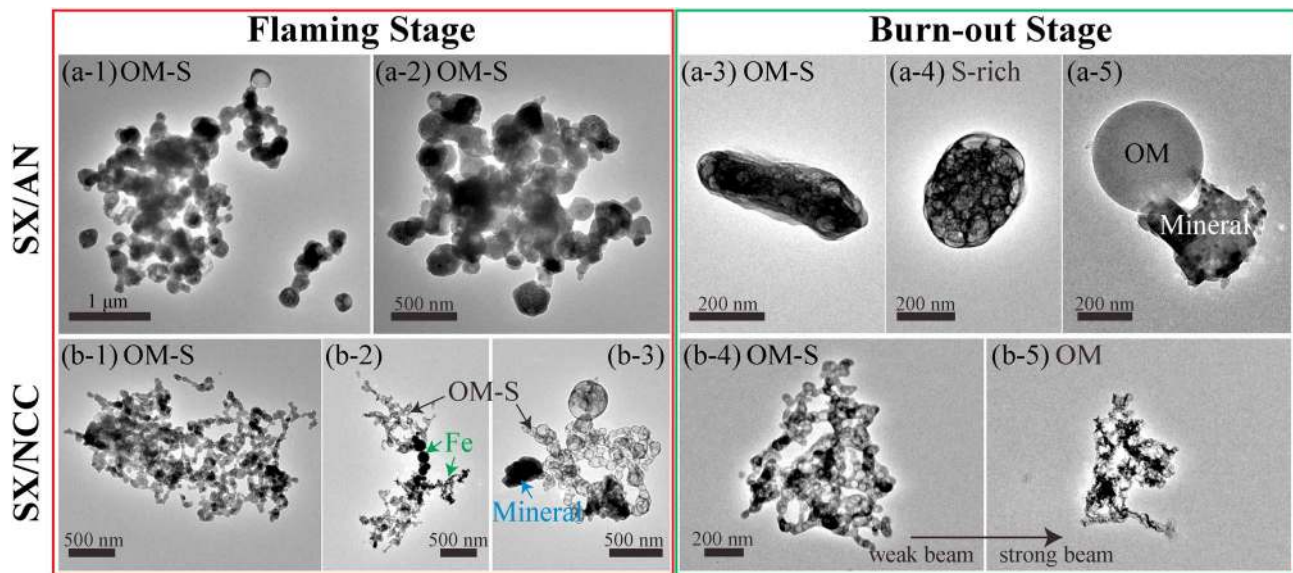 Flaming Stage
Burn-out Stage
SX/AN
(a-1) OM-S
1 μm
(a-2) OM-S
500 nm
(a-3) OM-S
200 nm
(a-4) S-rich
200 nm
(a-5)
OM
Mineral
200 nm
SX/NCC
(b-1) OM-S
500 nm
(b-2)
OM-S
Fe
500 nm
(b-3)
Mineral
500 nm
(b-4) OM-S
200 nm
weak beam
(b-5) OM
strong beam